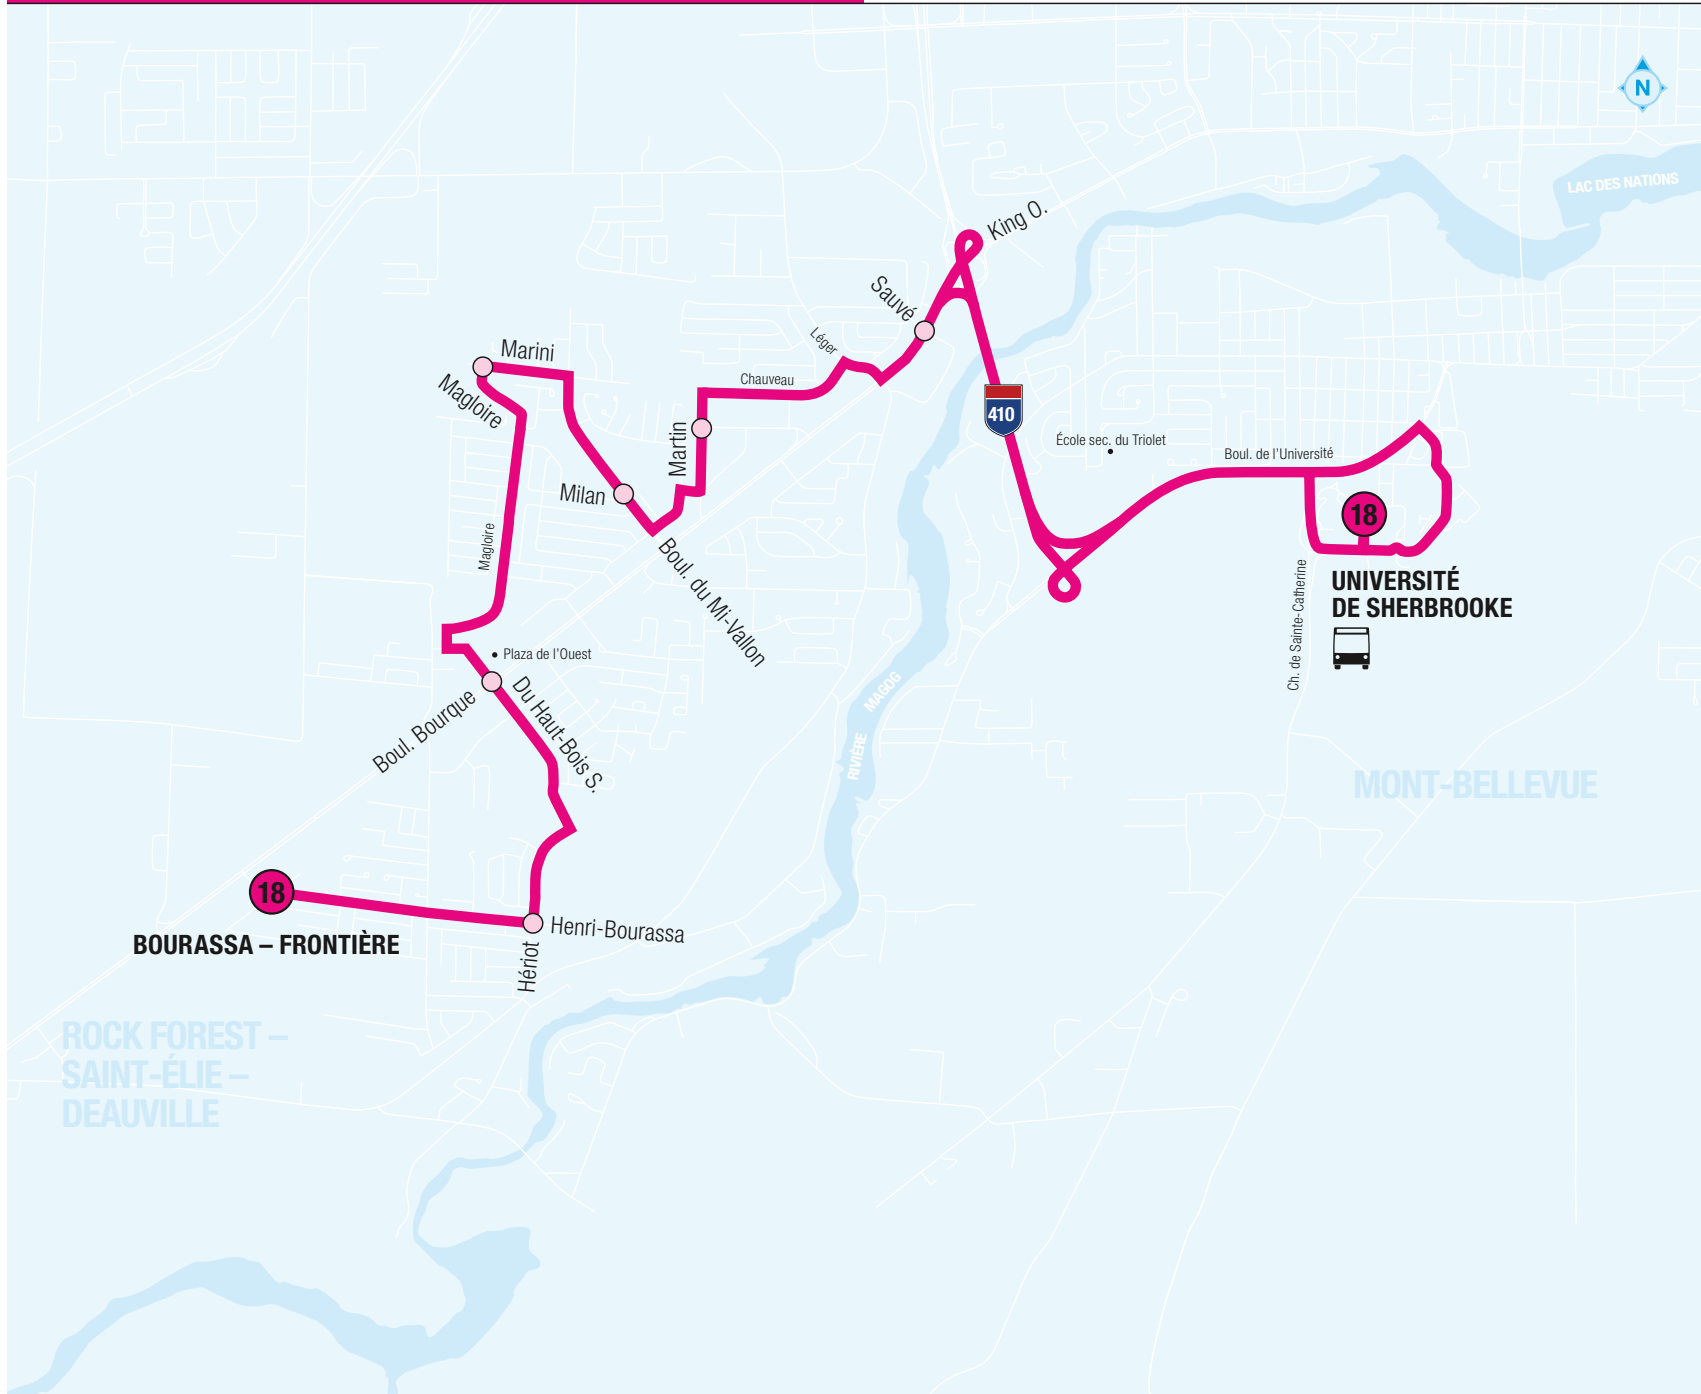 N
LAC DES NATIONS
King O.
Sauvé
Léger
Marini
Magloire
Chauveau
410
Martin
École sec. du Triolet
Boul. de l'Université
Milan
18
Magloire
Boul. du Mi-Vallon
Ch. de Sainte-Catherine
UNIVERSITÉ
DE SHERBROOKE
Plaza de l'Ouest
Boul. Bourque
Du Haut-Bois S.
RIVIÈRE
MAGOG
MONT-BELLEVUE
18
BOURASSA – FRONTIÈRE
Henri-Bourassa
Hériot
ROCK FOREST –
SAINT-ÉLIE –
DEAUVILLE